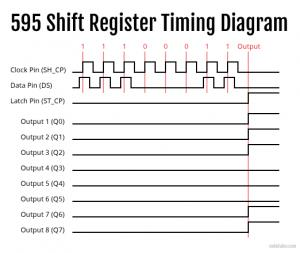 595 Shift Register Timing Diagram
1 1 1 0 0 0 1 1 Output
Clock Pin (SH_CP)
Data Pin (DS)
Latch Pin (ST_CP)
Output 1 (Q0)
Output 2 (Q1)
Output 3 (Q2)
Output 4 (Q3)
Output 5 (Q4)
Output 6 (Q5)
Output 7 (Q6)
Output 8 (Q7)